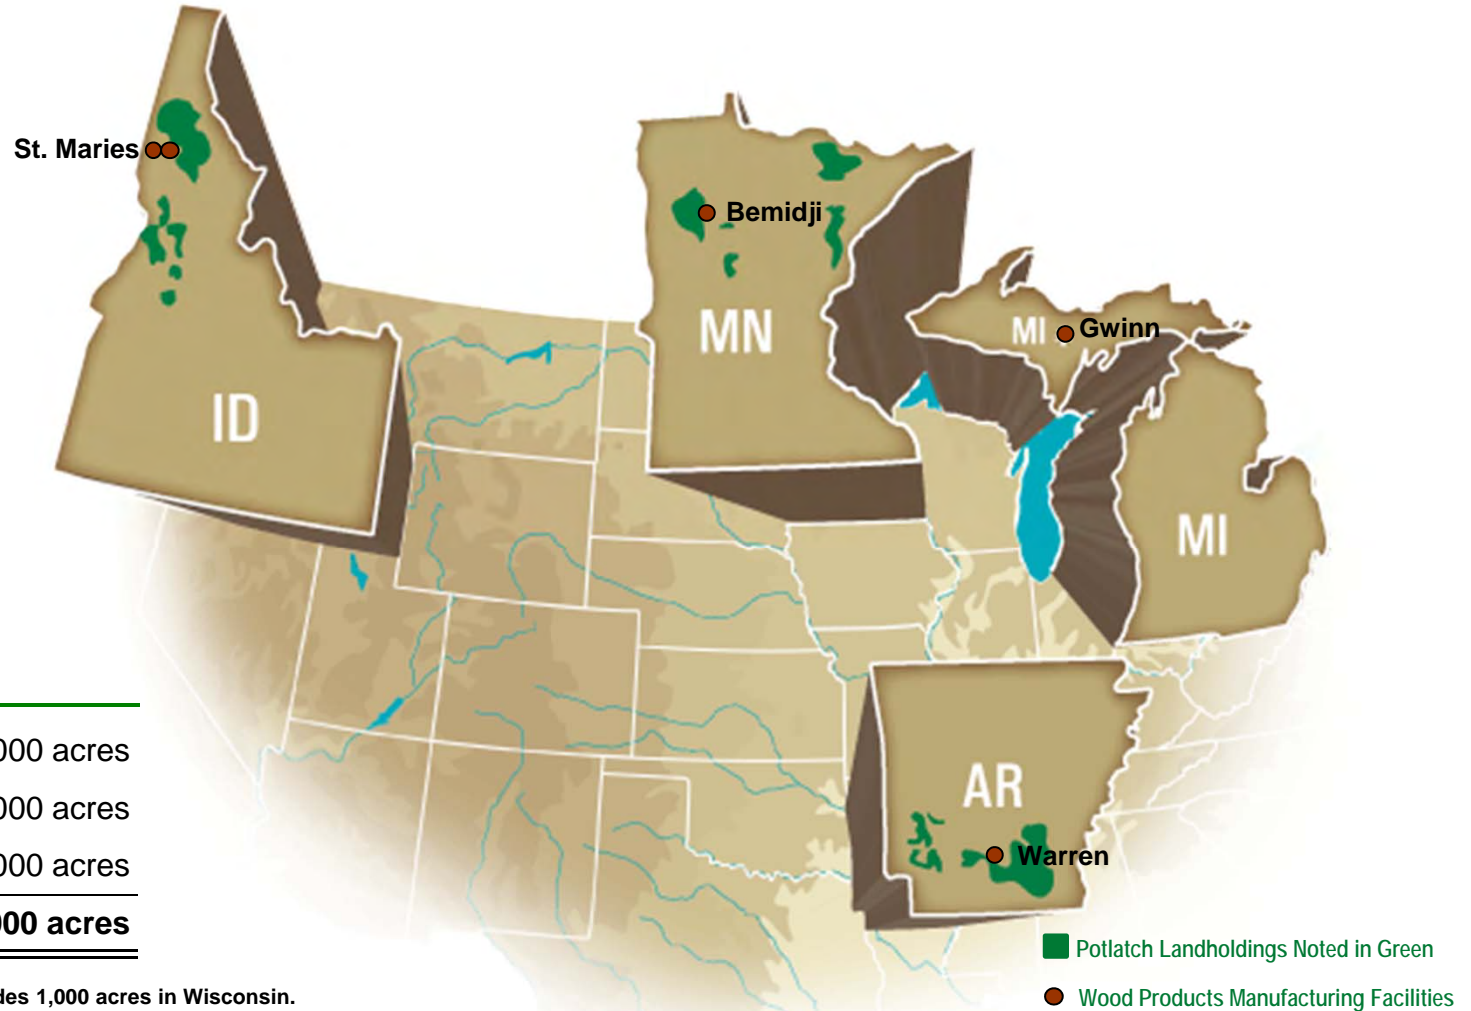 St. Maries
Bemidji
MN
MI
Gwinn
ID
MI
AR
Warren
000 acres
000 acres
000 acres
000 acres
Potlatch Landholdings Noted in Green
des 1,000 acres in Wisconsin.
Wood Products Manufacturing Facilities